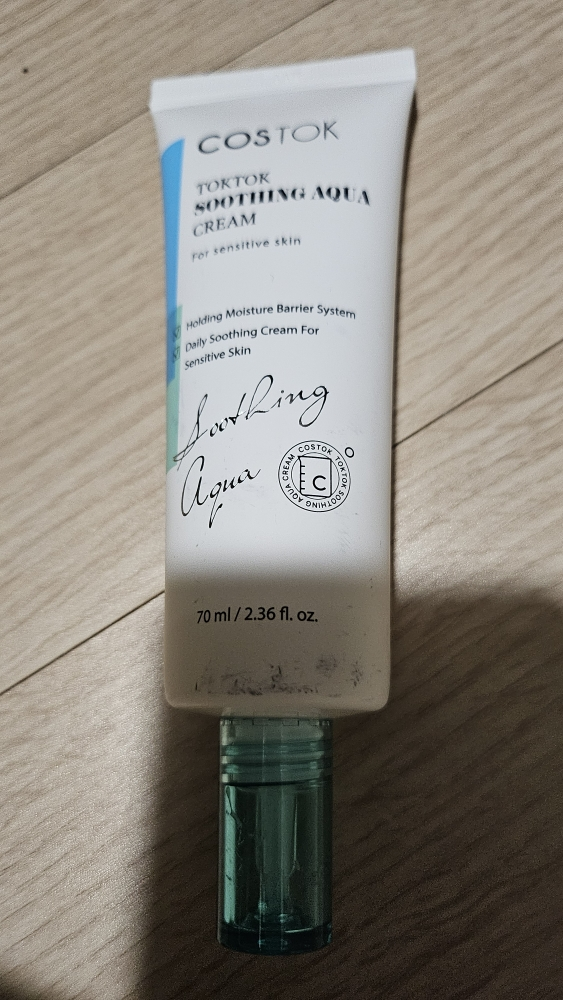 COSTOK
TOKTOK
SOOTHING AQUA
CREAM
For sensitive skin
Holding Moisture Barrier System
Daily Soothing Cream For
Sensitive Skin
Soothing
Aqua
COSTOK TOKTOK SOOTHING AQUA CREAM
C
70 ml / 2.36 fl. oz.